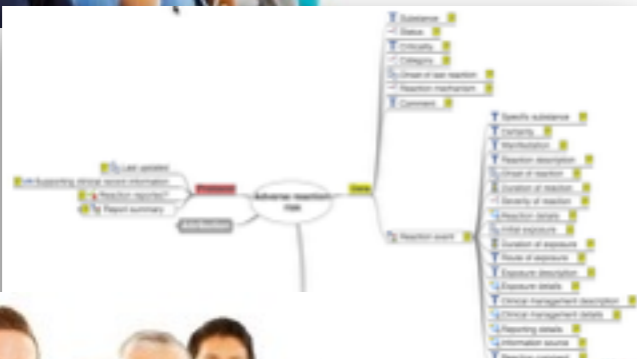 Substance
Status
Criticality
Category
Onset of last reaction
Reaction mechanism
Comment
Specific substance
Certainty
Manifestation
Reaction description
Onset of reaction
Duration of reaction
Severity of reaction
Reaction details
Initial exposure
Duration of exposure
Route of exposure
Exposure description
Exposure details
Clinical management description
Clinical management details
Reporting details
Information source
Reaction event
Data
Adverse reaction
risk
Protocol
Last updated
Supporting clinical record information
Reaction reported?
Report summary
Attribution